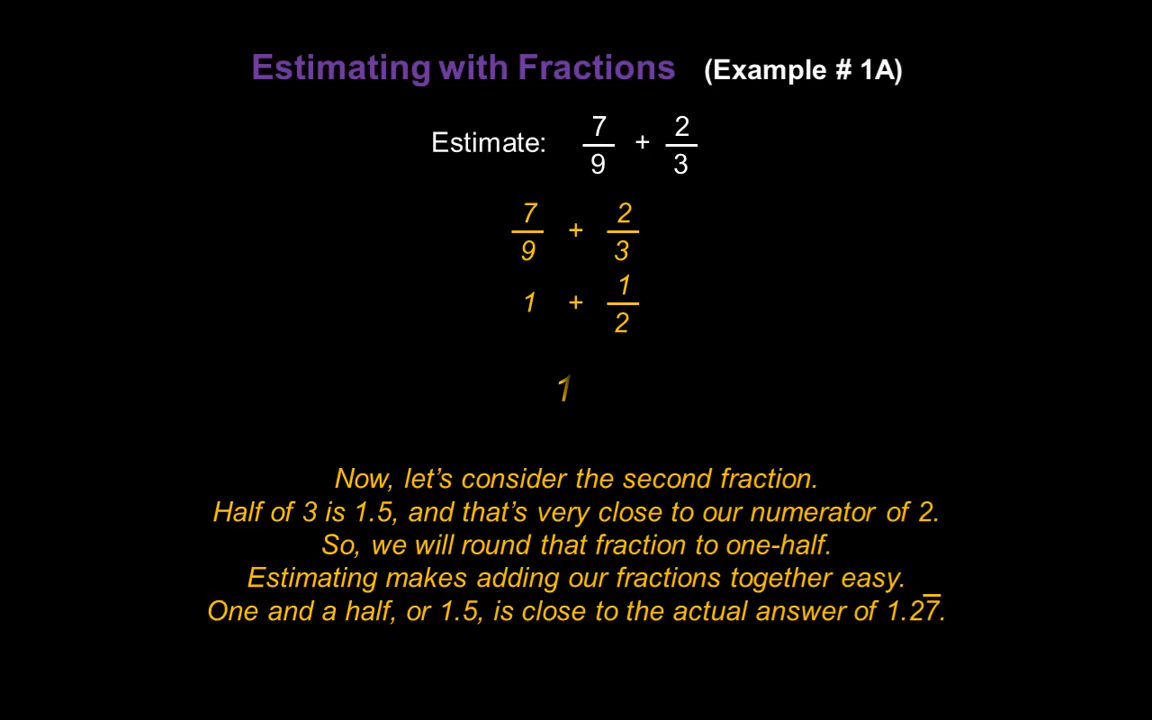 Estimating with Fractions (Example # 1A)
Estimate: 7/9 + 2/3
7/9 + 2/3
1 + 1/2
1
Now, let's consider the second fraction.
Half of 3 is 1.5, and that's very close to our numerator of 2.
So, we will round that fraction to one-half.
Estimating makes adding our fractions together easy.
One and a half, or 1.5, is close to the actual answer of 1.27̅.